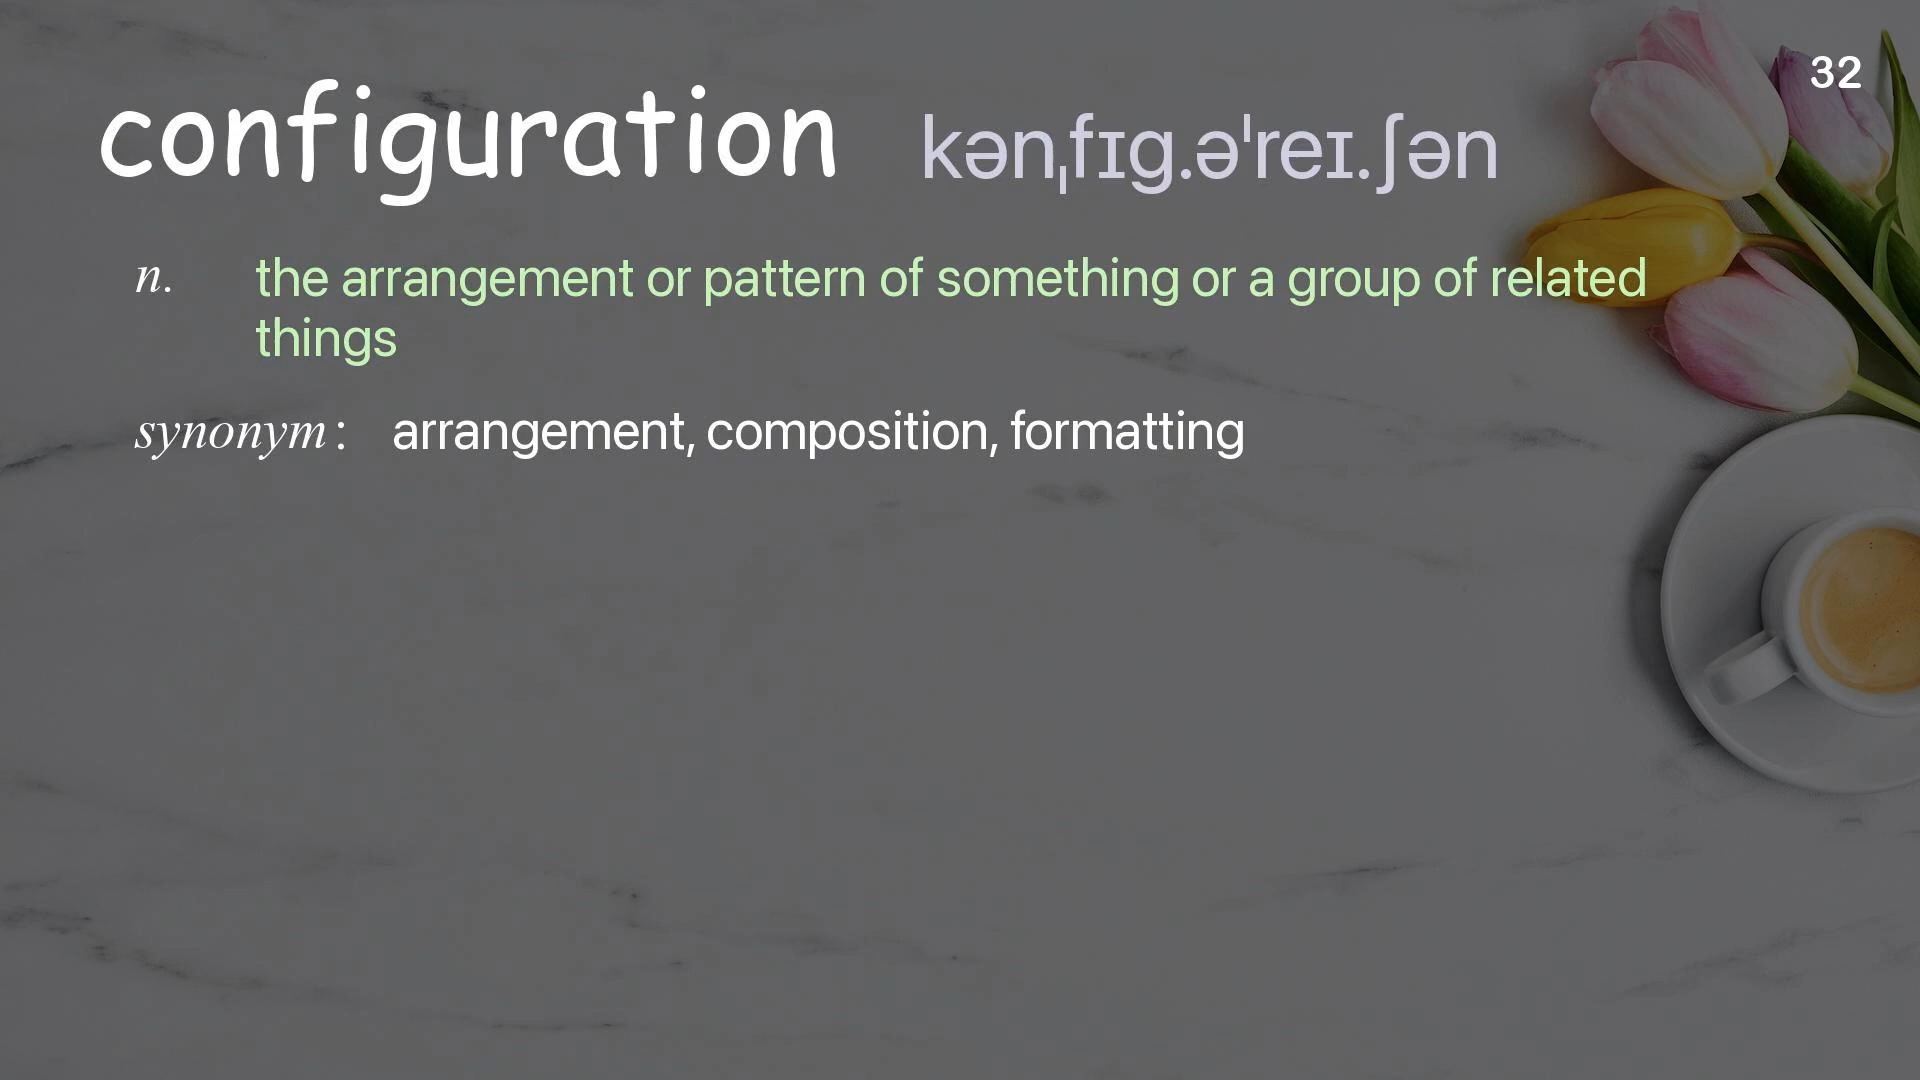 32
configuration kənˌfɪg.əˈreɪ.ʃən
n. the arrangement or pattern of something or a group of related
things
synonym : arrangement, composition, formatting